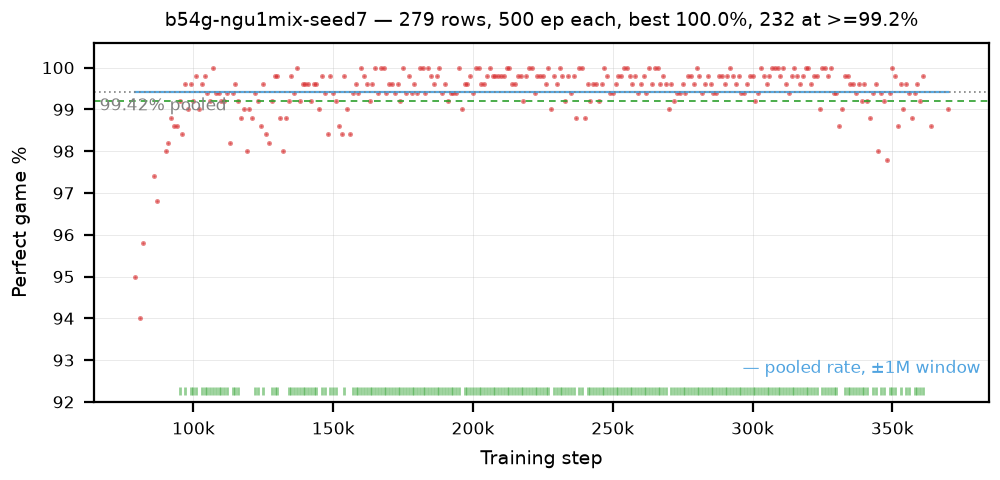 b54g-ngu1mix-seed7 — 279 rows, 500 ep each, best 100.0%, 232 at >=99.2%
Perfect game %
100
99
98
97
96
95
94
93
92
99.42% pooled
— pooled rate, ±1M window
100k
150k
200k
250k
300k
350k
Training step